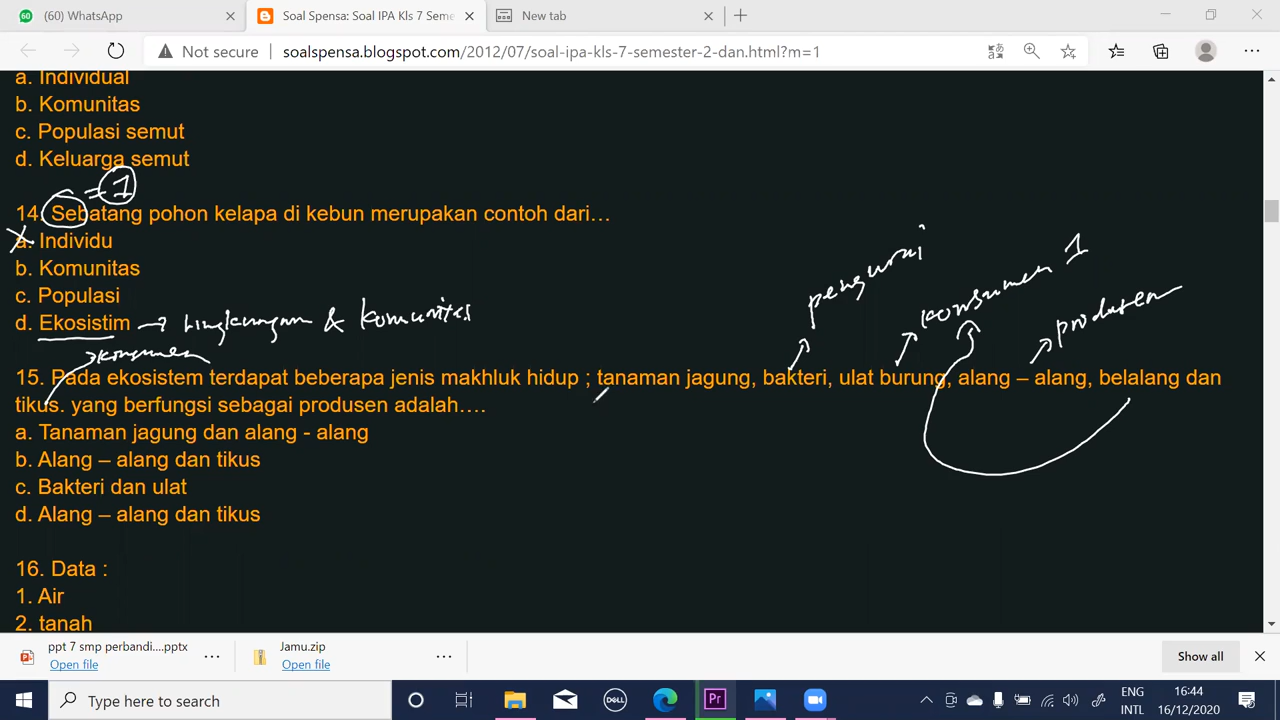 (60) WhatsApp
Soal Spensa: Soal IPA Kls 7 Seme
New tab
Not secure
soalspensa.blogspot.com/2012/07/soal-ipa-kls-7-semester-2-dan.html?m=1
a. Individual
b. Komunitas
c. Populasi semut
d. Keluarga semut
= 1
14. Sebatang pohon kelapa di kebun merupakan contoh dari…
a. Individu
b. Komunitas
c. Populasi
d. Ekosistim → lingkungan & komunitas
pengurai
konsumen 1
produsen
konsumen
15. Pada ekosistem terdapat beberapa jenis makhluk hidup ; tanaman jagung, bakteri, ulat burung, alang – alang, belalang dan
tikus. yang berfungsi sebagai produsen adalah….
a. Tanaman jagung dan alang - alang
b. Alang – alang dan tikus
c. Bakteri dan ulat
d. Alang – alang dan tikus
16. Data :
1. Air
2. tanah
ppt 7 smp perbandi....pptx
Open file
Jamu.zip
Open file
Show all
Type here to search
DELL
Pr
ENG
INTL
16:44
16/12/2020